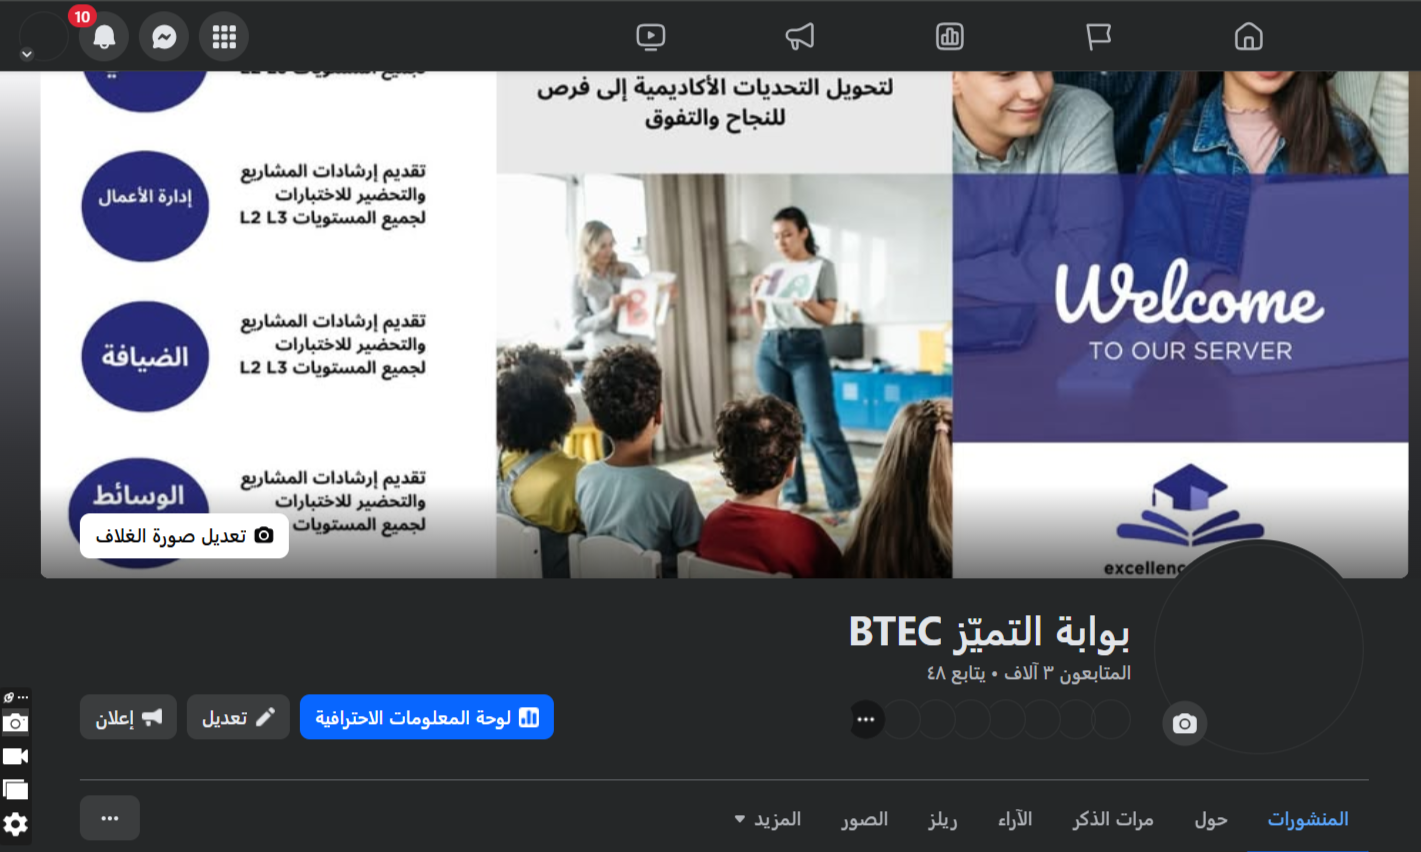 10
L2 L3
لتحويل التحديات الأكاديمية إلى فرص
للنجاح والتفوق
إدارة الأعمال
تقديم إرشادات المشاريع
والتحضير للاختبارات
لجميع المستويات L2 L3
الضيافة
تقديم إرشادات المشاريع
والتحضير للاختبارات
لجميع المستويات L2 L3
الوسائط
تقديم إرشادات المشاريع
والتحضير للاختبارات
لجميع المستويات
B
A
Welcome
TO OUR SERVER
تعديل صورة الغلاف
بوابة التميّز BTEC
المتابعون ٣ آلاف • يتابع ٤٨
لوحة المعلومات الاحترافية
تعديل
إعلان
المنشورات
حول
مرات الذكر
الآراء
ريلز
الصور
المزيد